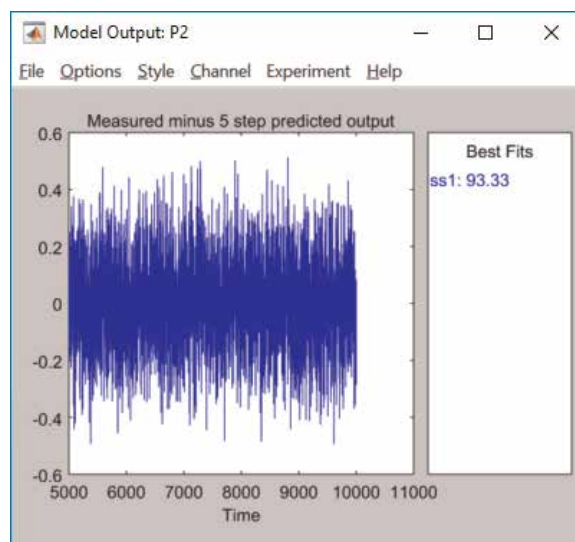 Model Output: P2
File Options Style Channel Experiment Help
Measured minus 5 step predicted output
Best Fits
ss1: 93.33
0.6
0.4
0.2
0
-0.2
-0.4
-0.6
5000 6000 7000 8000 9000 10000 11000
Time